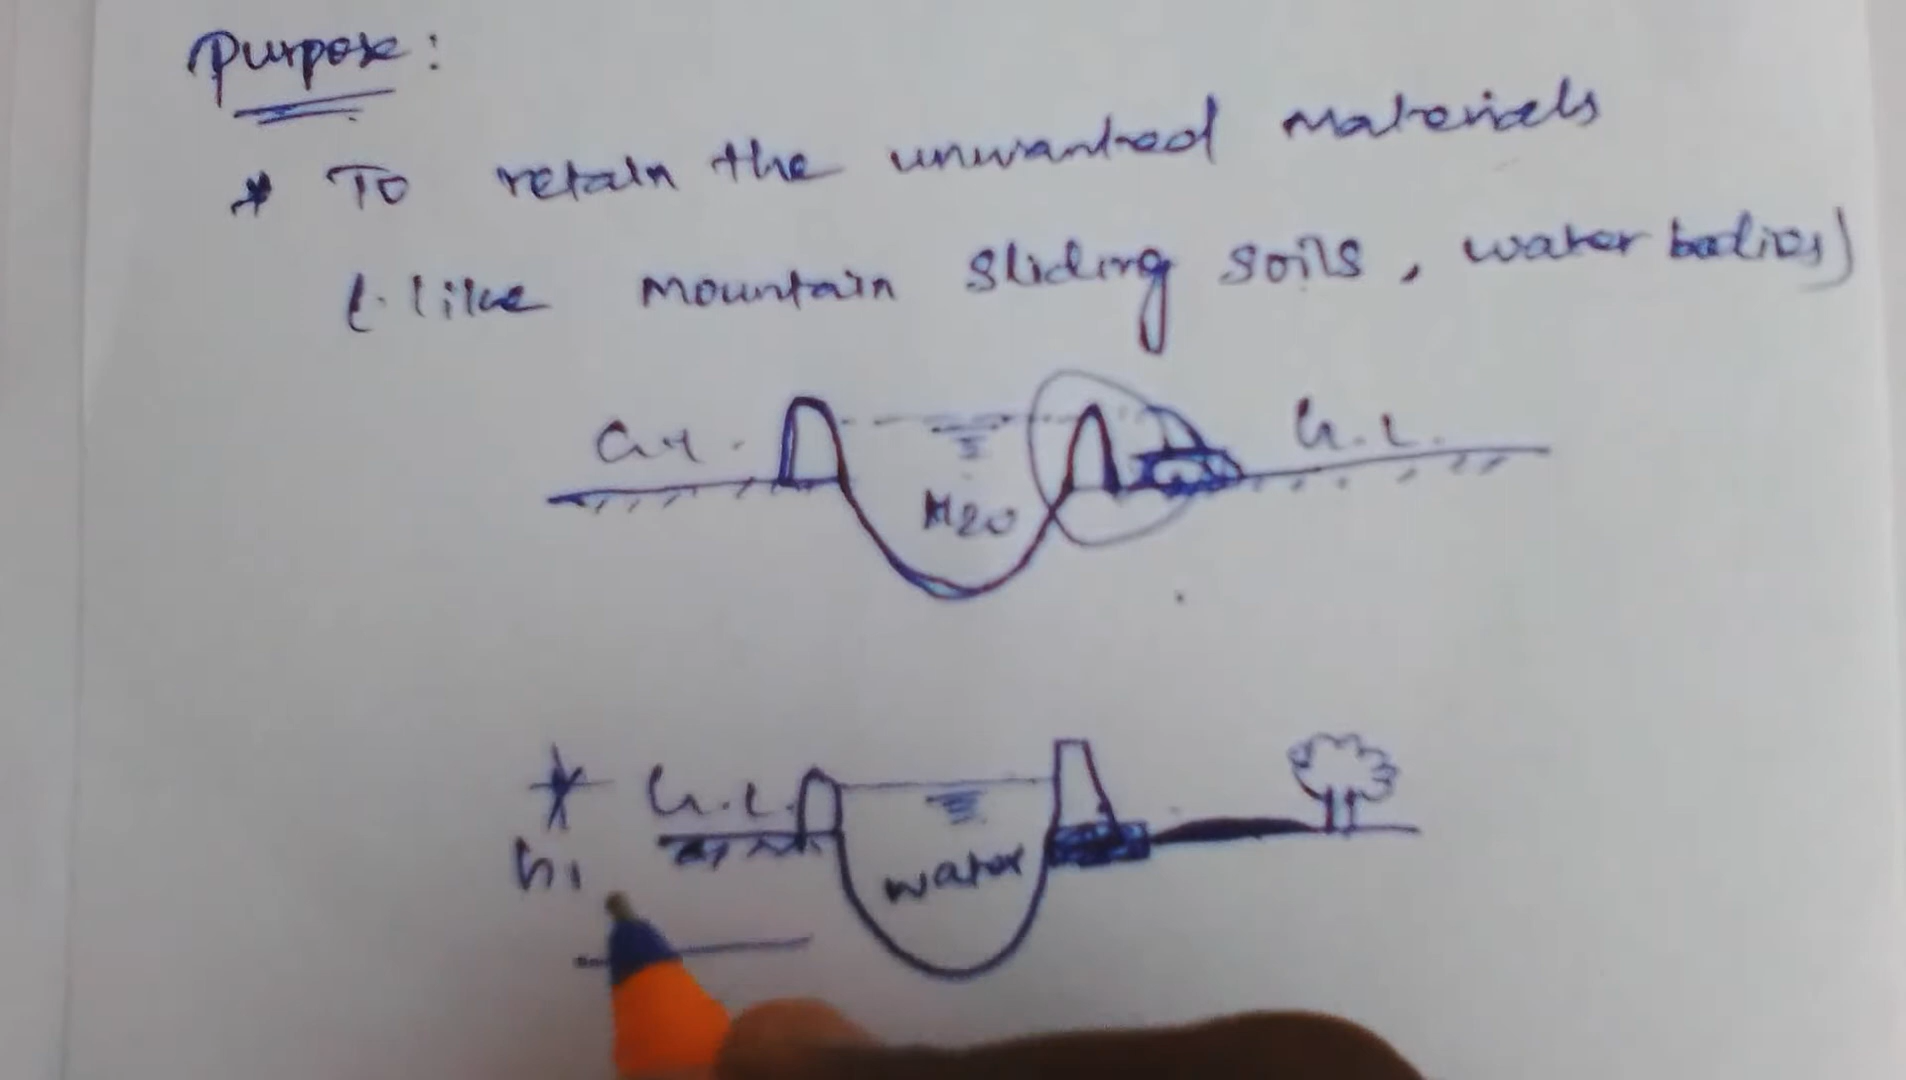 Purpose:
* To retain the unwanted materials
(. like mountain sliding soils, water bodies)
G.L.
G.L.
H2O
G.L.
water
h1